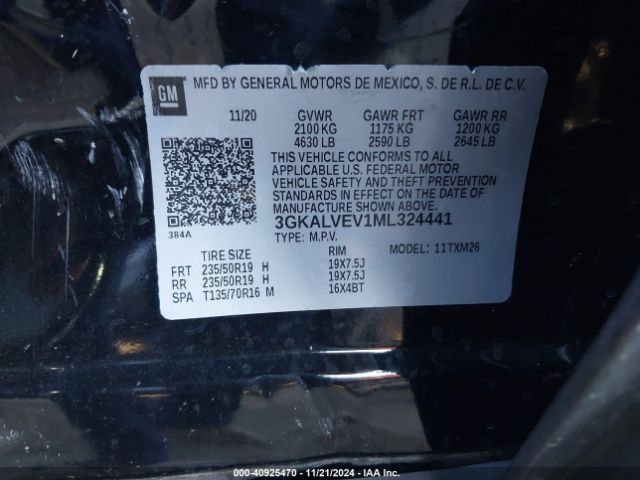 GM
MFD BY GENERAL MOTORS DE MEXICO, S. DE R.L. DE C.V.
11/20 GVWR GAWR FRT GAWR RR
2100 KG 1175 KG 1200 KG
4630 LB 2590 LB 2645 LB
THIS VEHICLE CONFORMS TO ALL
APPLICABLE U.S. FEDERAL MOTOR
VEHICLE SAFETY AND THEFT PREVENTION
STANDARDS IN EFFECT ON THE DATE OF
MANUFACTURE SHOWN ABOVE.
384A
3GKALVEV1ML324441
TYPE: M.P.V. MODEL: 11TXM26
TIRE SIZE RIM
FRT 235/50R19 H 19X7.5J
RR 235/50R19 H 19X7.5J
SPA T135/70R16 M 16X4BT
000-40925470 - 11/21/2024 - IAA Inc.